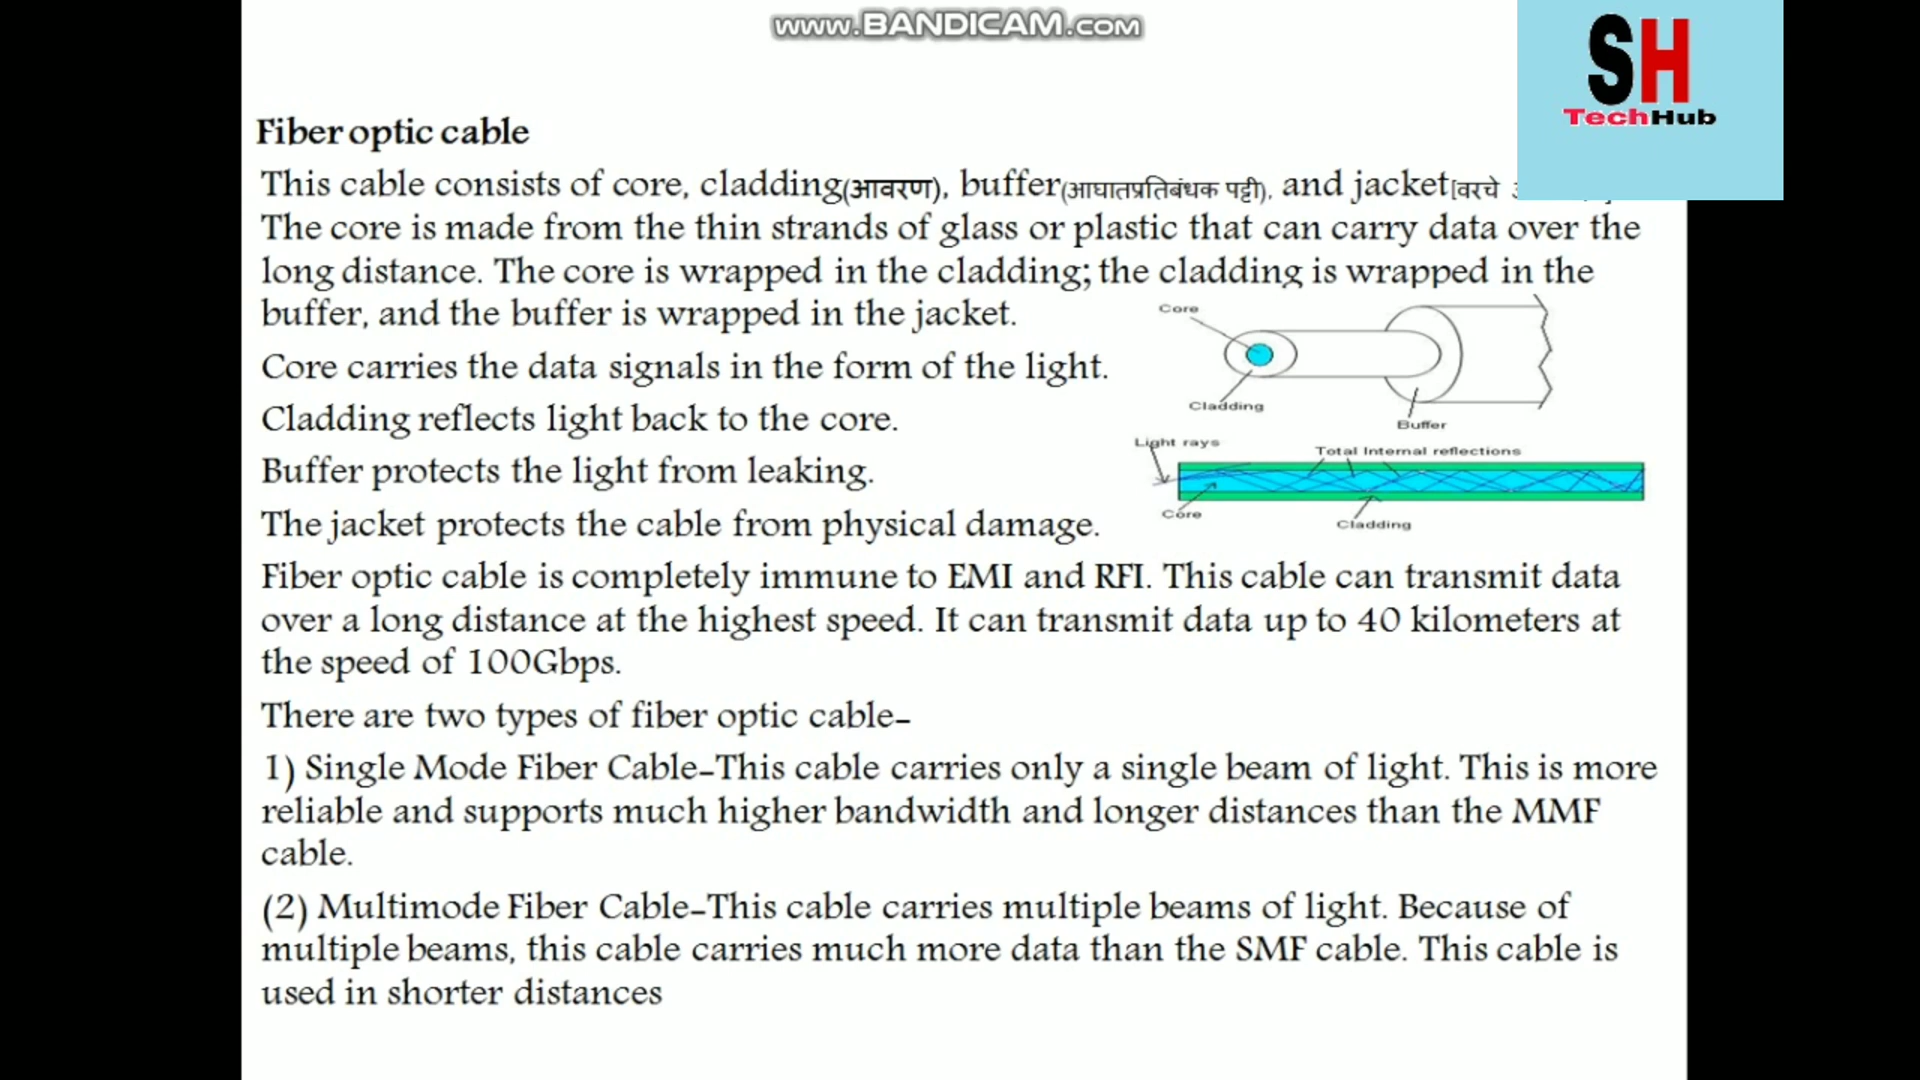 www.BANDICAM.com
SH
TechHub
Fiber optic cable
This cable consists of core, cladding(आवरण), buffer(आघातप्रतिबंधक पट्टी), and jacket[वरचे
The core is made from the thin strands of glass or plastic that can carry data over the
long distance. The core is wrapped in the cladding; the cladding is wrapped in the
buffer, and the buffer is wrapped in the jacket.
Core
Core carries the data signals in the form of the light.
Cladding
Cladding reflects light back to the core.
Buffer
Light rays
Total Internal reflections
Buffer protects the light from leaking.
Core
Cladding
The jacket protects the cable from physical damage.
Fiber optic cable is completely immune to EMI and RFI. This cable can transmit data
over a long distance at the highest speed. It can transmit data up to 40 kilometers at
the speed of 100Gbps.
There are two types of fiber optic cable-
1) Single Mode Fiber Cable-This cable carries only a single beam of light. This is more
reliable and supports much higher bandwidth and longer distances than the MMF
cable.
(2) Multimode Fiber Cable-This cable carries multiple beams of light. Because of
multiple beams, this cable carries much more data than the SMF cable. This cable is
used in shorter distances